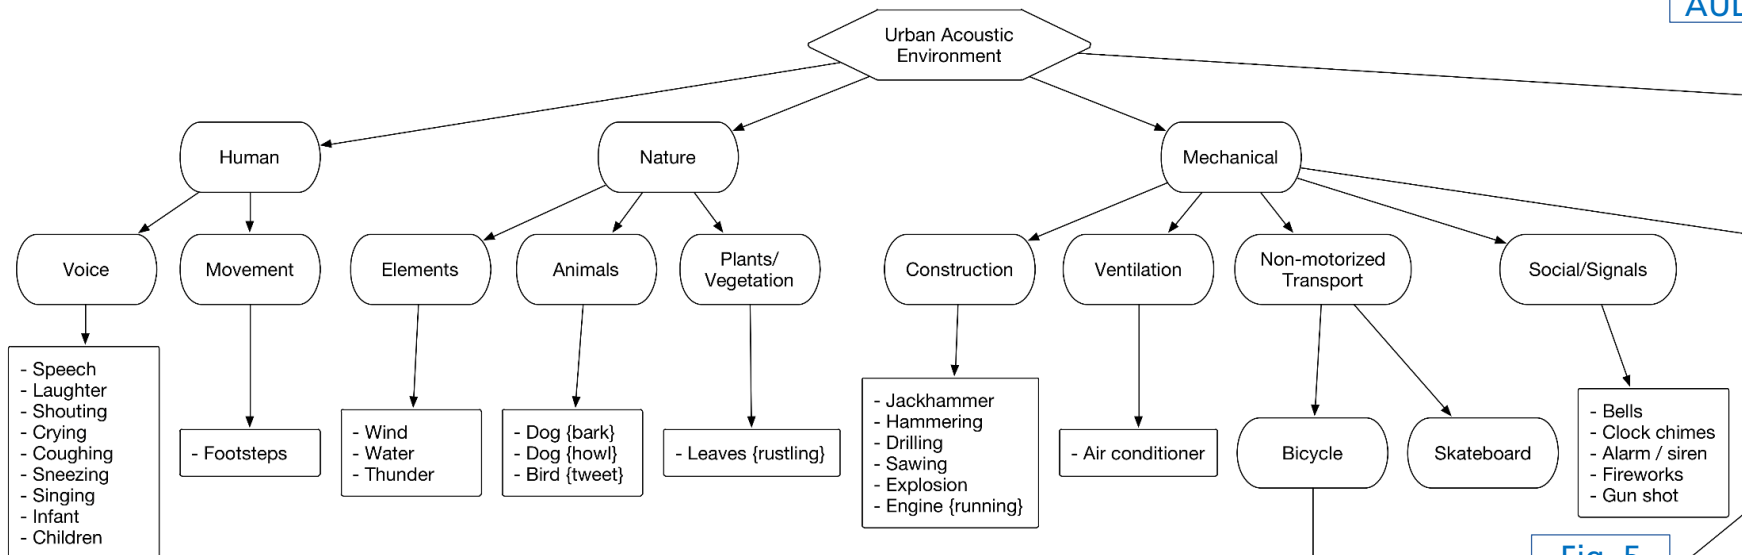 AUD
Urban Acoustic
Environment
Human
Nature
Mechanical
Voice
Movement
Elements
Animals
Plants/
Vegetation
Construction
Ventilation
Non-motorized
Transport
Social/Signals
- Speech
- Laughter
- Shouting
- Crying
- Coughing
- Sneezing
- Singing
- Infant
- Children
- Footsteps
- Wind
- Water
- Thunder
- Dog {bark}
- Dog {howl}
- Bird {tweet}
- Leaves {rustling}
- Jackhammer
- Hammering
- Drilling
- Sawing
- Explosion
- Engine {running}
- Air conditioner
Bicycle
Skateboard
- Bells
- Clock chimes
- Alarm / siren
- Fireworks
- Gun shot
Fig. 5